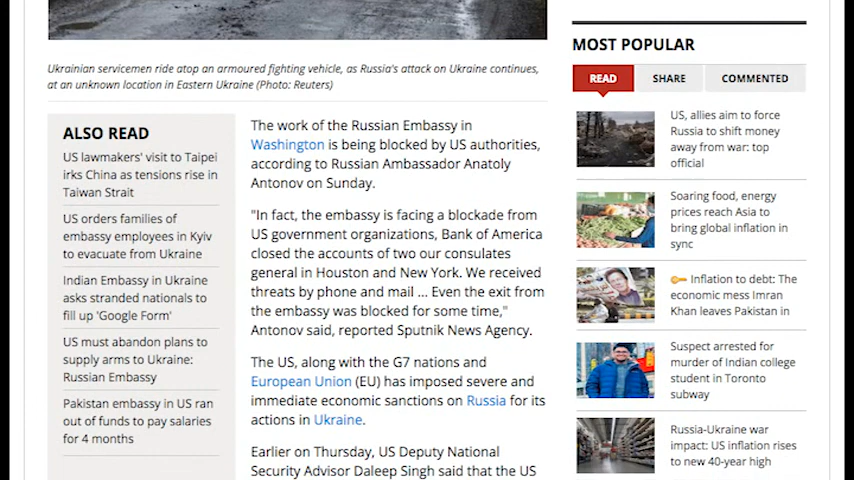 Ukrainian servicemen ride atop an armoured fighting vehicle, as Russia's attack on Ukraine continues,
at an unknown location in Eastern Ukraine (Photo: Reuters)
ALSO READ
US lawmakers' visit to Taipei
irks China as tensions rise in
Taiwan Strait
US orders families of
embassy employees in Kyiv
to evacuate from Ukraine
Indian Embassy in Ukraine
asks stranded nationals to
fill up 'Google Form'
US must abandon plans to
supply arms to Ukraine:
Russian Embassy
Pakistan embassy in US ran
out of funds to pay salaries
for 4 months
The work of the Russian Embassy in
Washington is being blocked by US authorities,
according to Russian Ambassador Anatoly
Antonov on Sunday.
"In fact, the embassy is facing a blockade from
US government organizations, Bank of America
closed the accounts of two our consulates
general in Houston and New York. We received
threats by phone and mail ... Even the exit from
the embassy was blocked for some time,"
Antonov said, reported Sputnik News Agency.
The US, along with the G7 nations and
European Union (EU) has imposed severe and
immediate economic sanctions on Russia for its
actions in Ukraine.
Earlier on Thursday, US Deputy National
Security Advisor Daleep Singh said that the US
MOST POPULAR
READ SHARE COMMENTED
US, allies aim to force
Russia to shift money
away from war: top
official
Soaring food, energy
prices reach Asia to
bring global inflation in
sync
Inflation to debt: The
economic mess Imran
Khan leaves Pakistan in
Suspect arrested for
murder of Indian college
student in Toronto
subway
Russia-Ukraine war
impact: US inflation rises
to new 40-year high